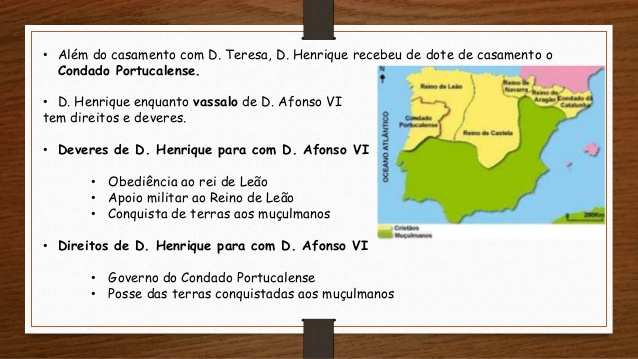 • Além do casamento com D. Teresa, D. Henrique recebeu de dote de casamento o
Condado Portucalense.
• D. Henrique enquanto vassalo de D. Afonso VI
tem direitos e deveres.
• Deveres de D. Henrique para com D. Afonso VI
• Obediência ao rei de Leão
• Apoio militar ao Reino de Leão
• Conquista de terras aos muçulmanos
• Direitos de D. Henrique para com D. Afonso VI
• Governo do Condado Portucalense
• Posse das terras conquistadas aos muçulmanos
N
Reino de Leão
Condado
Portucalense
Reino de Castela
Reino de
Navarra
Reino de
Aragão
Condado da
Catalunha
OCEANO ATLÂNTICO
200Km
Cristãos
Muçulmanos